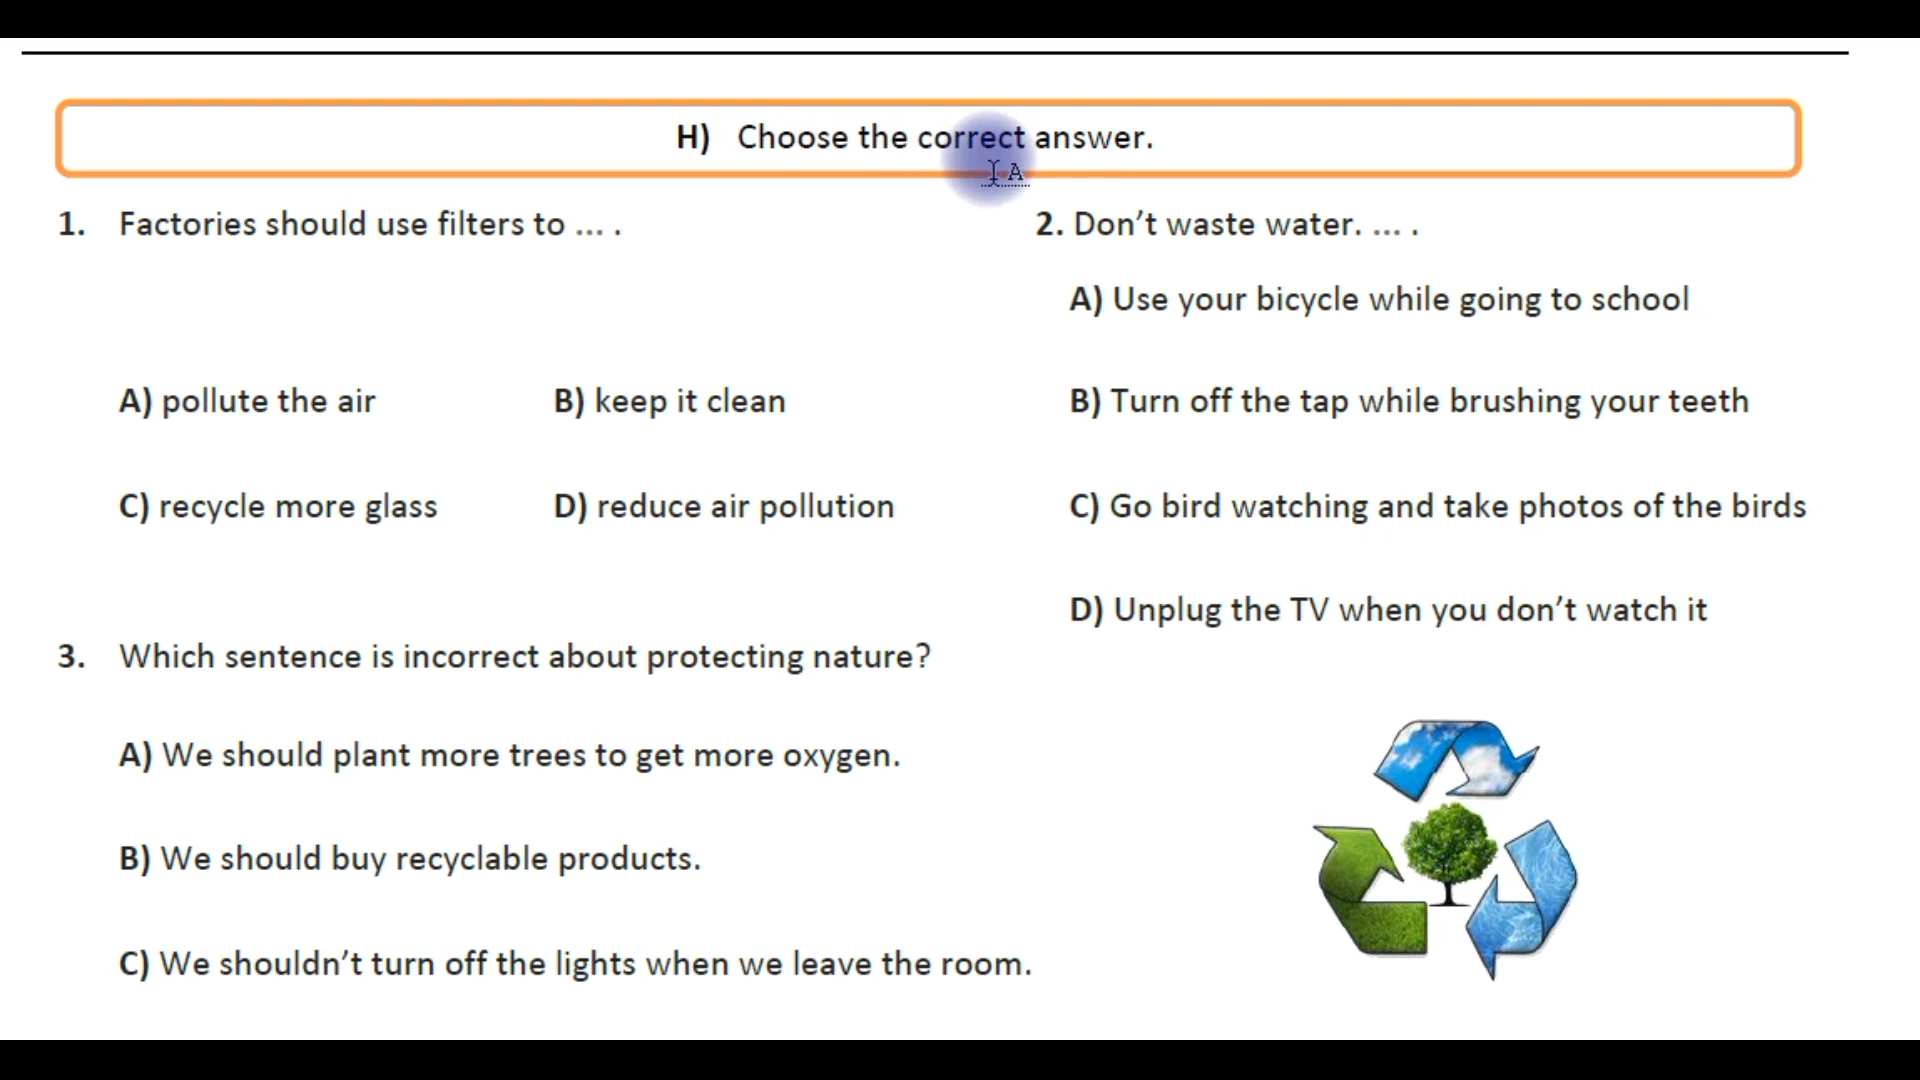 H) Choose the correct answer.
1. Factories should use filters to ... .
A) pollute the air B) keep it clean
C) recycle more glass D) reduce air pollution
2. Don’t waste water. ... .
A) Use your bicycle while going to school
B) Turn off the tap while brushing your teeth
C) Go bird watching and take photos of the birds
D) Unplug the TV when you don’t watch it
3. Which sentence is incorrect about protecting nature?
A) We should plant more trees to get more oxygen.
B) We should buy recyclable products.
C) We shouldn’t turn off the lights when we leave the room.